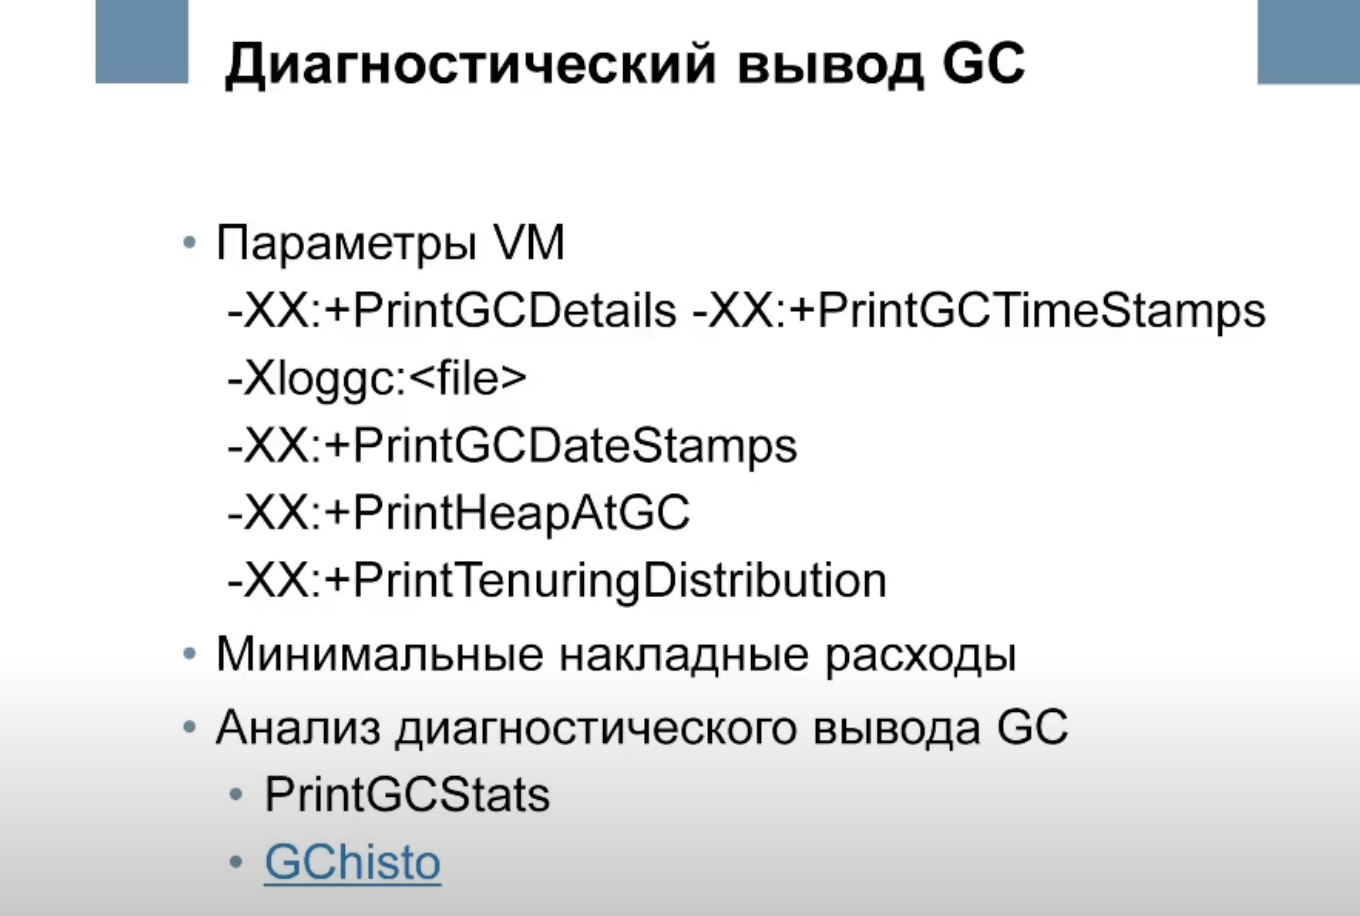 Диагностический вывод GC
• Параметры VM
-XX:+PrintGCDetails -XX:+PrintGCTimeStamps
-Xloggc:<file>
-XX:+PrintGCDateStamps
-XX:+PrintHeapAtGC
-XX:+PrintTenuringDistribution
• Минимальные накладные расходы
• Анализ диагностического вывода GC
• PrintGCStats
• GChisto